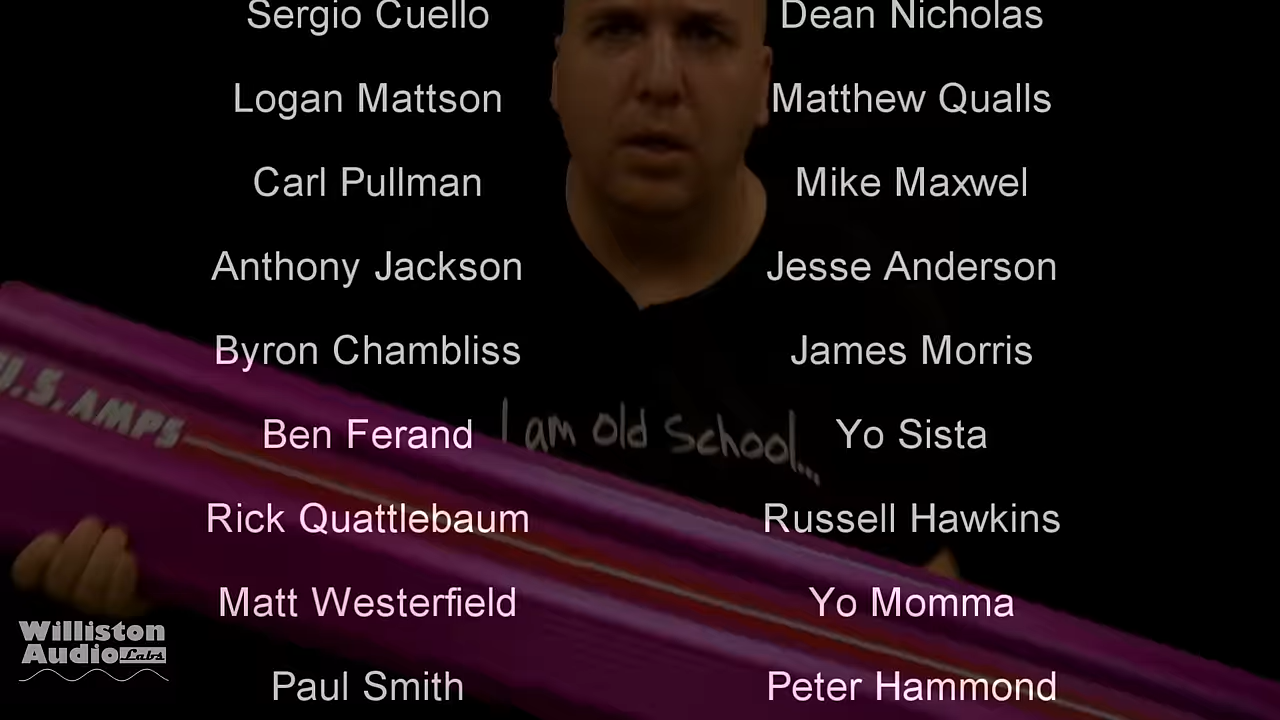 Sergio Cuello Dean Nicholas
Logan Mattson Matthew Qualls
Carl Pullman Mike Maxwel
Anthony Jackson Jesse Anderson
Byron Chambliss James Morris
U.S. AMPS
Ben Ferand Yo Sista
I am old School...
Rick Quattlebaum Russell Hawkins
Matt Westerfield Yo Momma
Williston
Audio Labs
Paul Smith Peter Hammond